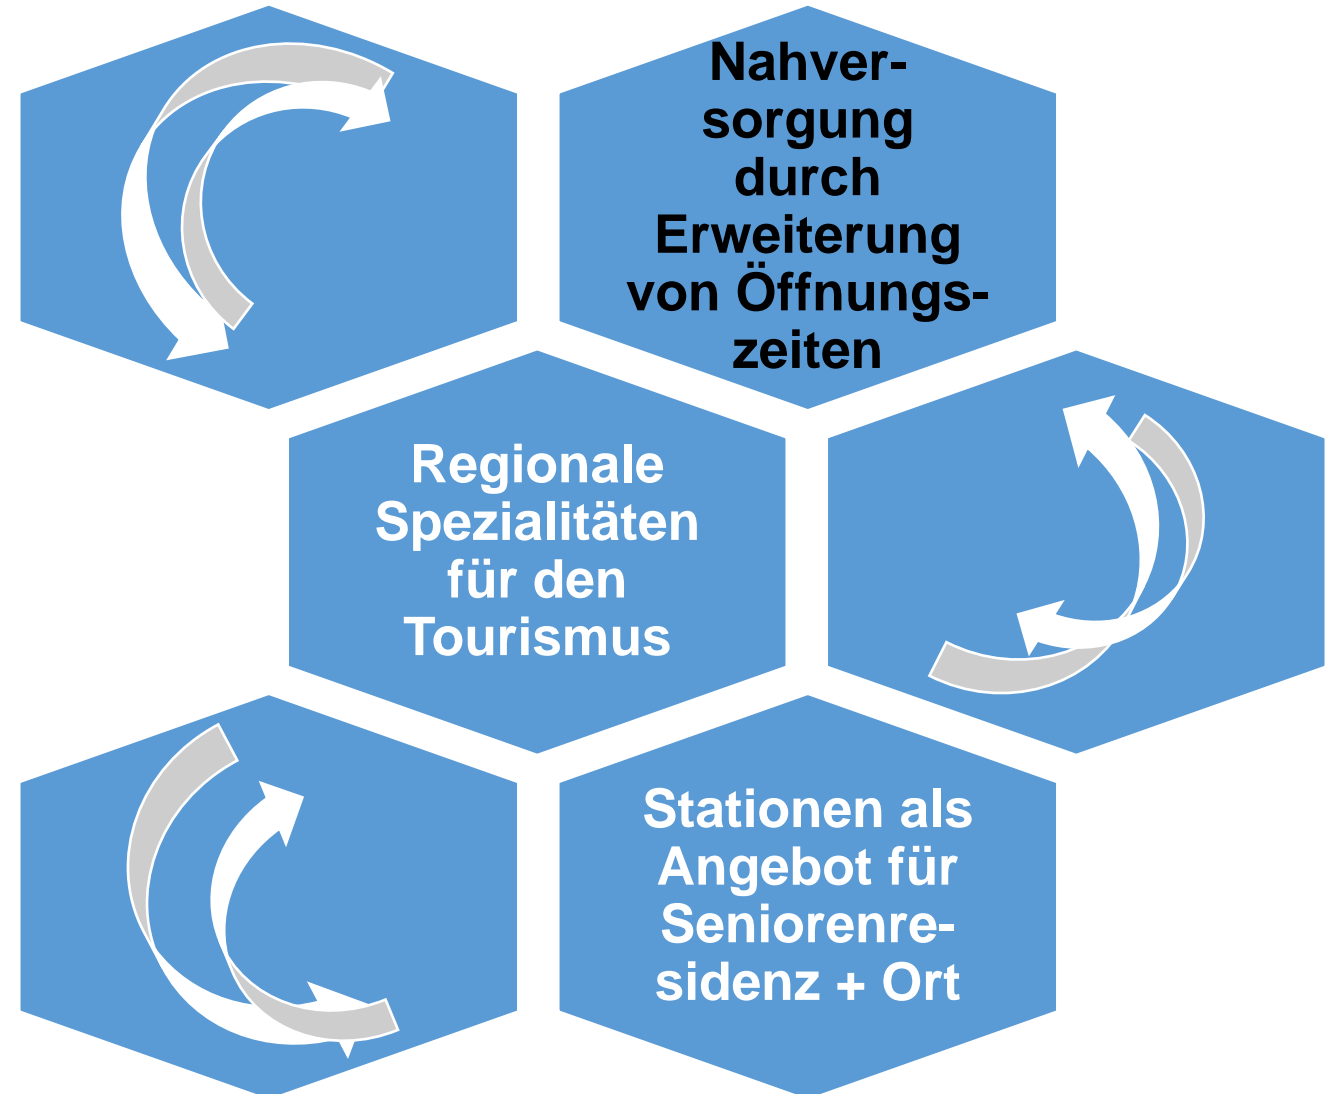 Nahver-
sorgung
durch
Erweiterung
von Öffnungs-
zeiten
Regionale
Spezialitäten
für den
Tourismus
Stationen als
Angebot für
Seniorenre-
sidenz + Ort